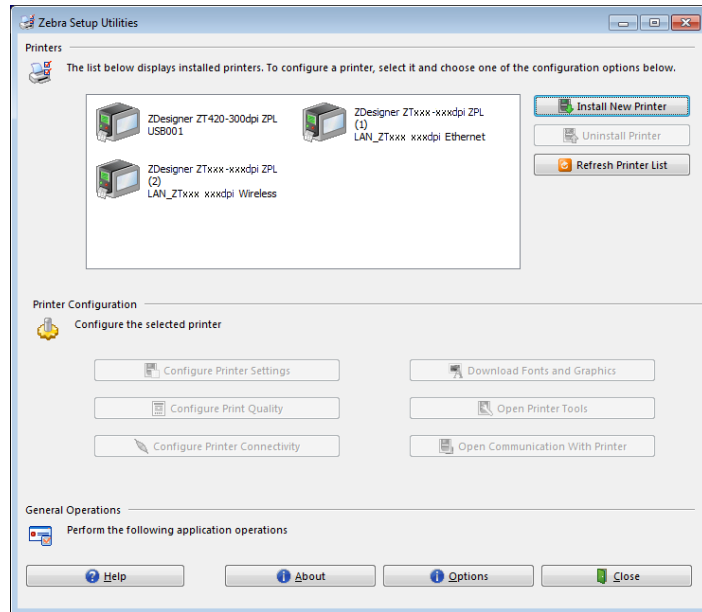 Zebra Setup Utilities
Printers
The list below displays installed printers. To configure a printer, select it and choose one of the configuration options below.
ZDesigner ZT420-300dpi ZPL
USB001
ZDesigner ZTxxx-xxxdpi ZPL
(1)
LAN_ZTxxx xxxdpi Ethernet
ZDesigner ZTxxx-xxxdpi ZPL
(2)
LAN_ZTxxx xxxdpi Wireless
Install New Printer
Uninstall Printer
Refresh Printer List
Printer Configuration
Configure the selected printer
Configure Printer Settings
Download Fonts and Graphics
Configure Print Quality
Open Printer Tools
Configure Printer Connectivity
Open Communication With Printer
General Operations
Perform the following application operations
Help
About
Options
Close